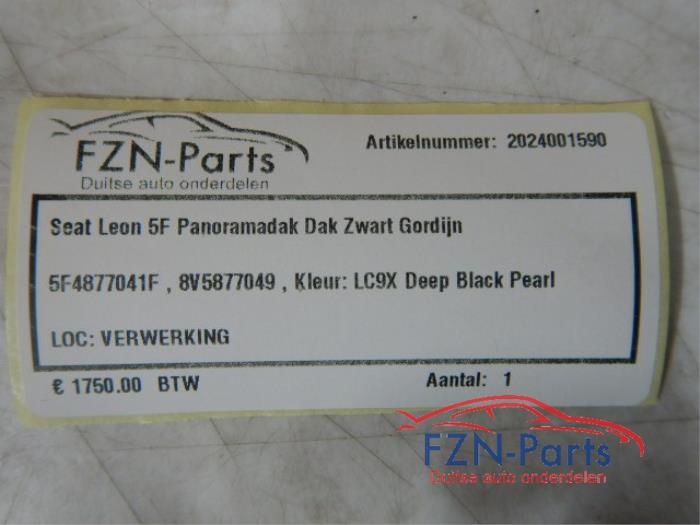 FZN-Parts
Duitse auto onderdelen
Artikelnummer: 2024001590
Seat Leon 5F Panoramadak Dak Zwart Gordijn
5F4877041F , 8V5877049 , Kleur: LC9X Deep Black Pearl
LOC: VERWERKING
€ 1750.00 BTW
Aantal: 1
FZN-Parts
Duitse auto onderdelen